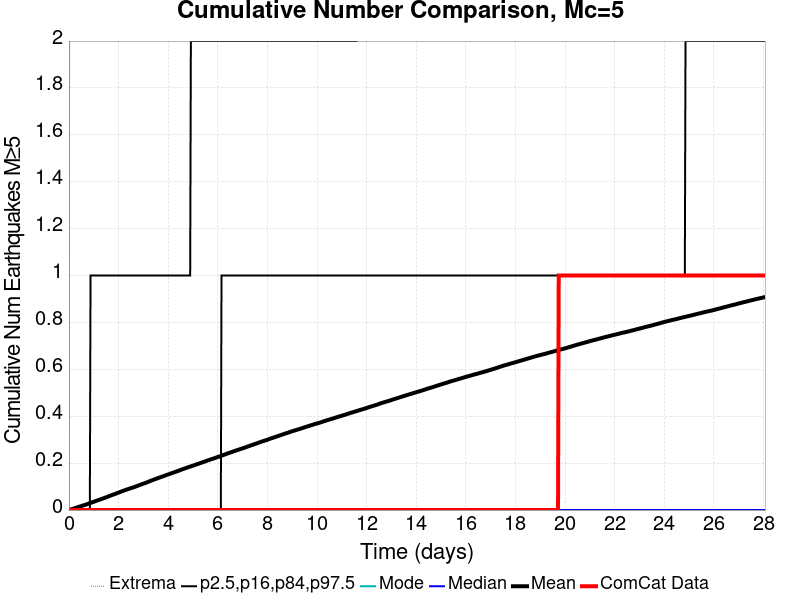 Cumulative Number Comparison, Mc=5
Cumulative Num Earthquakes M≥5
2
1.8
1.6
1.4
1.2
1
0.8
0.6
0.4
0.2
0
0 2 4 6 8 10 12 14 16 18 20 22 24 26 28
Time (days)
Extrema p2.5,p16,p84,p97.5 Mode Median Mean ComCat Data